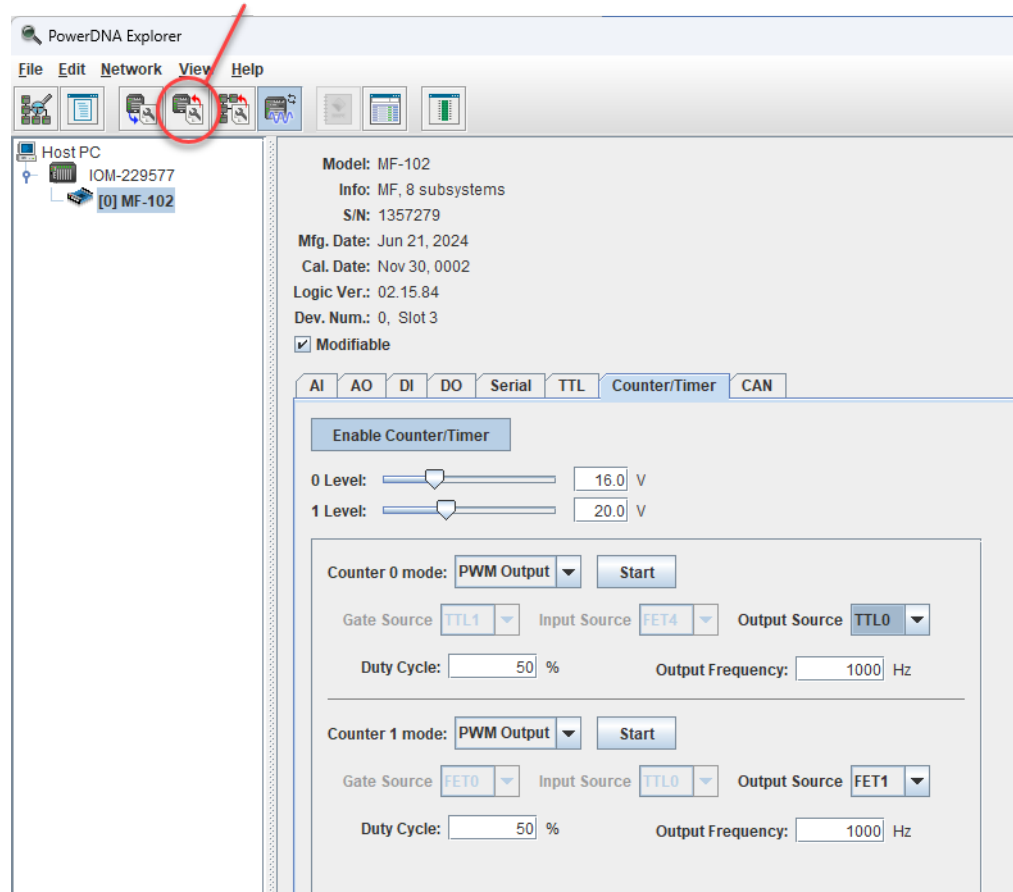 PowerDNA Explorer
File Edit Network View Help
Host PC
IOM-229577
[0] MF-102
Model: MF-102
Info: MF, 8 subsystems
S/N: 1357279
Mfg. Date: Jun 21, 2024
Cal. Date: Nov 30, 0002
Logic Ver.: 02.15.84
Dev. Num.: 0, Slot 3
Modifiable
AI AO DI DO Serial TTL Counter/Timer CAN
Enable Counter/Timer
0 Level: 16.0 V
1 Level: 20.0 V
Counter 0 mode: PWM Output Start
Gate Source TTL1 Input Source FET4 Output Source TTL0
Duty Cycle: 50 % Output Frequency: 1000 Hz
Counter 1 mode: PWM Output Start
Gate Source FET0 Input Source TTL0 Output Source FET1
Duty Cycle: 50 % Output Frequency: 1000 Hz